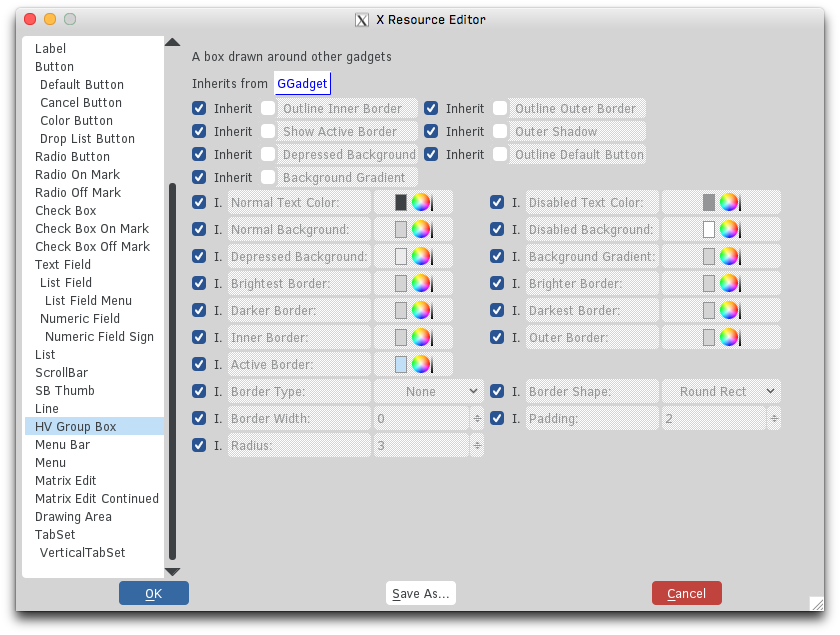 X Resource Editor
Label
Button
Default Button
Cancel Button
Color Button
Drop List Button
Radio Button
Radio On Mark
Radio Off Mark
Check Box
Check Box On Mark
Check Box Off Mark
Text Field
List Field
List Field Menu
Numeric Field
Numeric Field Sign
List
ScrollBar
SB Thumb
Line
HV Group Box
Menu Bar
Menu
Matrix Edit
Matrix Edit Continued
Drawing Area
TabSet
VerticalTabSet
A box drawn around other gadgets
Inherits from GGadget
Inherit Outline Inner Border Inherit Outline Outer Border
Inherit Show Active Border Inherit Outer Shadow
Inherit Depressed Background Inherit Outline Default Button
Inherit Background Gradient
I. Normal Text Color: I. Disabled Text Color:
I. Normal Background: I. Disabled Background:
I. Depressed Background: I. Background Gradient:
I. Brightest Border: I. Brighter Border:
I. Darker Border: I. Darkest Border:
I. Inner Border: I. Outer Border:
I. Active Border:
I. Border Type: None I. Border Shape: Round Rect
I. Border Width: 0 I. Padding: 2
I. Radius: 3
OK Save As... Cancel